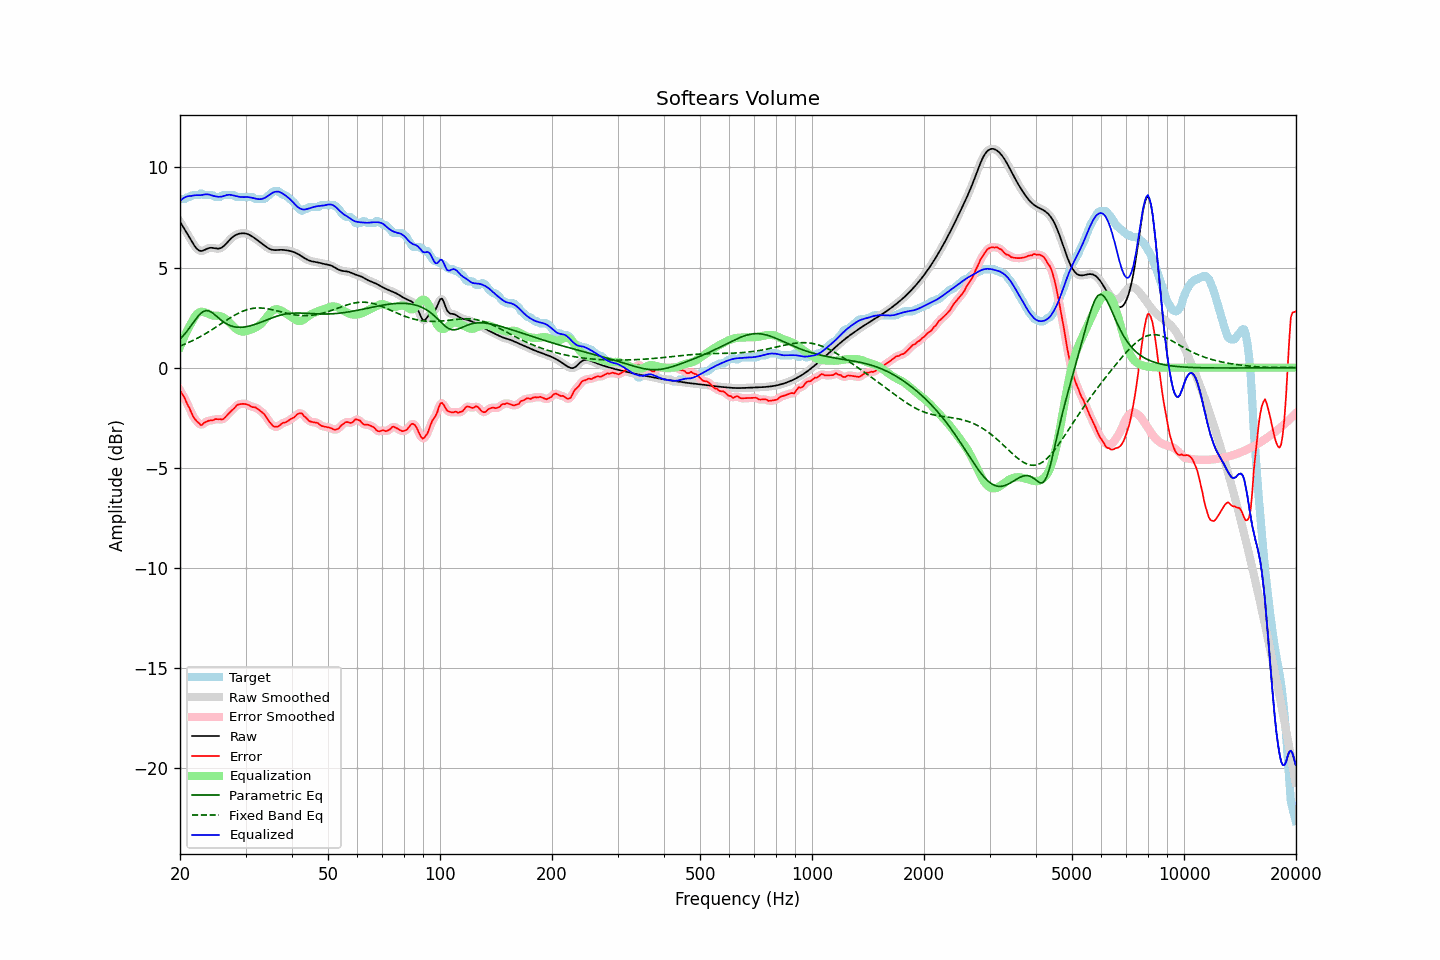 Softears Volume
Amplitude (dBr)
10
5
0
−5
−10
−15
−20
Target
Raw Smoothed
Error Smoothed
Raw
Error
Equalization
Parametric Eq
Fixed Band Eq
Equalized
20 50 100 200 500 1000 2000 5000 10000 20000
Frequency (Hz)